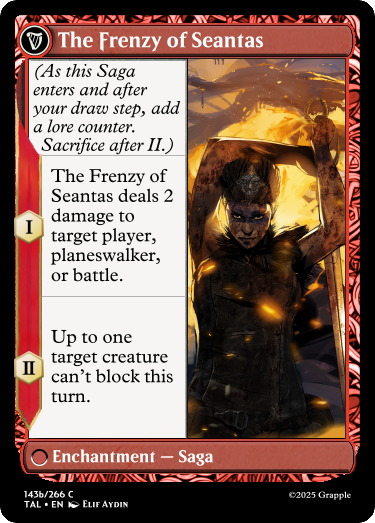 The Frenzy of Seantas
(As this Saga
enters and after
your draw step, add
a lore counter.
Sacrifice after II.)
I
The Frenzy of
Seantas deals 2
damage to
target player,
planeswalker,
or battle.
II
Up to one
target creature
can't block this
turn.
Enchantment — Saga
143b/266 C
TAL • EN Elif Aydin
©2025 Grapple